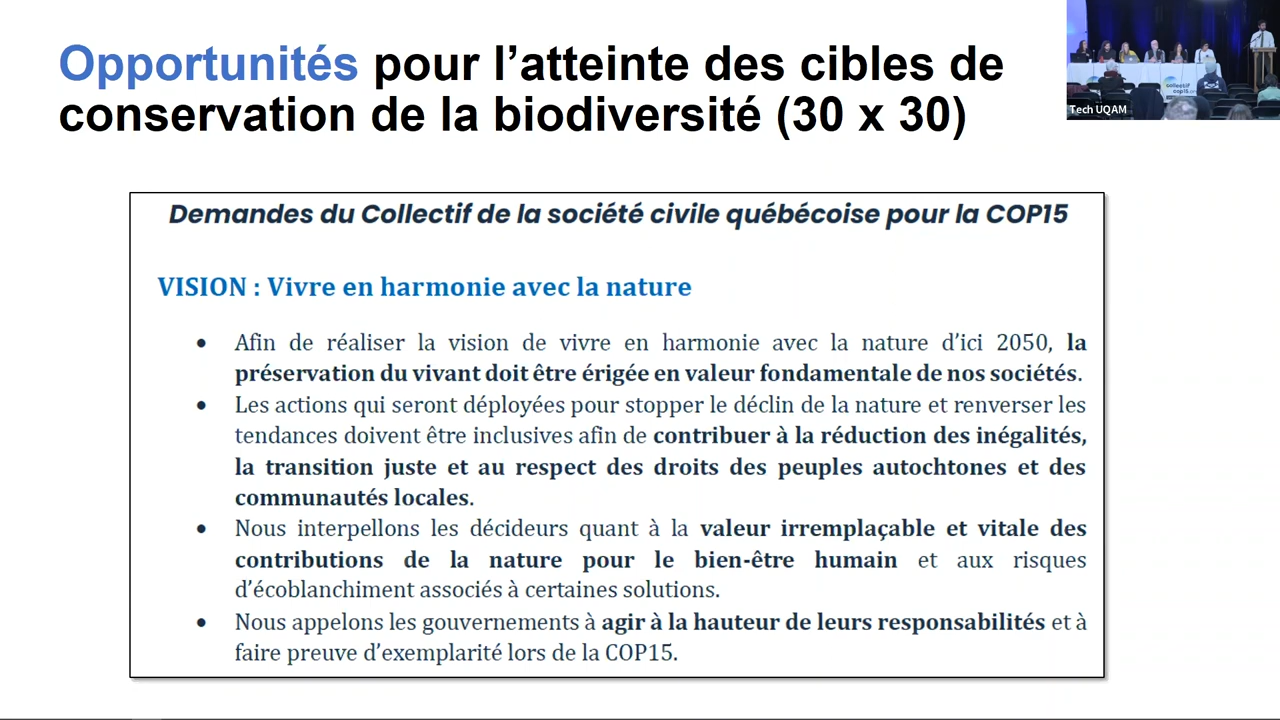 Opportunités pour l’atteinte des cibles de
conservation de la biodiversité (30 x 30)
collectif
cop15.org
Tech UQAM
Demandes du Collectif de la société civile québécoise pour la COP15
VISION : Vivre en harmonie avec la nature
• Afin de réaliser la vision de vivre en harmonie avec la nature d’ici 2050, la
préservation du vivant doit être érigée en valeur fondamentale de nos sociétés.
• Les actions qui seront déployées pour stopper le déclin de la nature et renverser les
tendances doivent être inclusives afin de contribuer à la réduction des inégalités,
la transition juste et au respect des droits des peuples autochtones et des
communautés locales.
• Nous interpellons les décideurs quant à la valeur irremplaçable et vitale des
contributions de la nature pour le bien-être humain et aux risques
d’écoblanchiment associés à certaines solutions.
• Nous appelons les gouvernements à agir à la hauteur de leurs responsabilités et à
faire preuve d’exemplarité lors de la COP15.